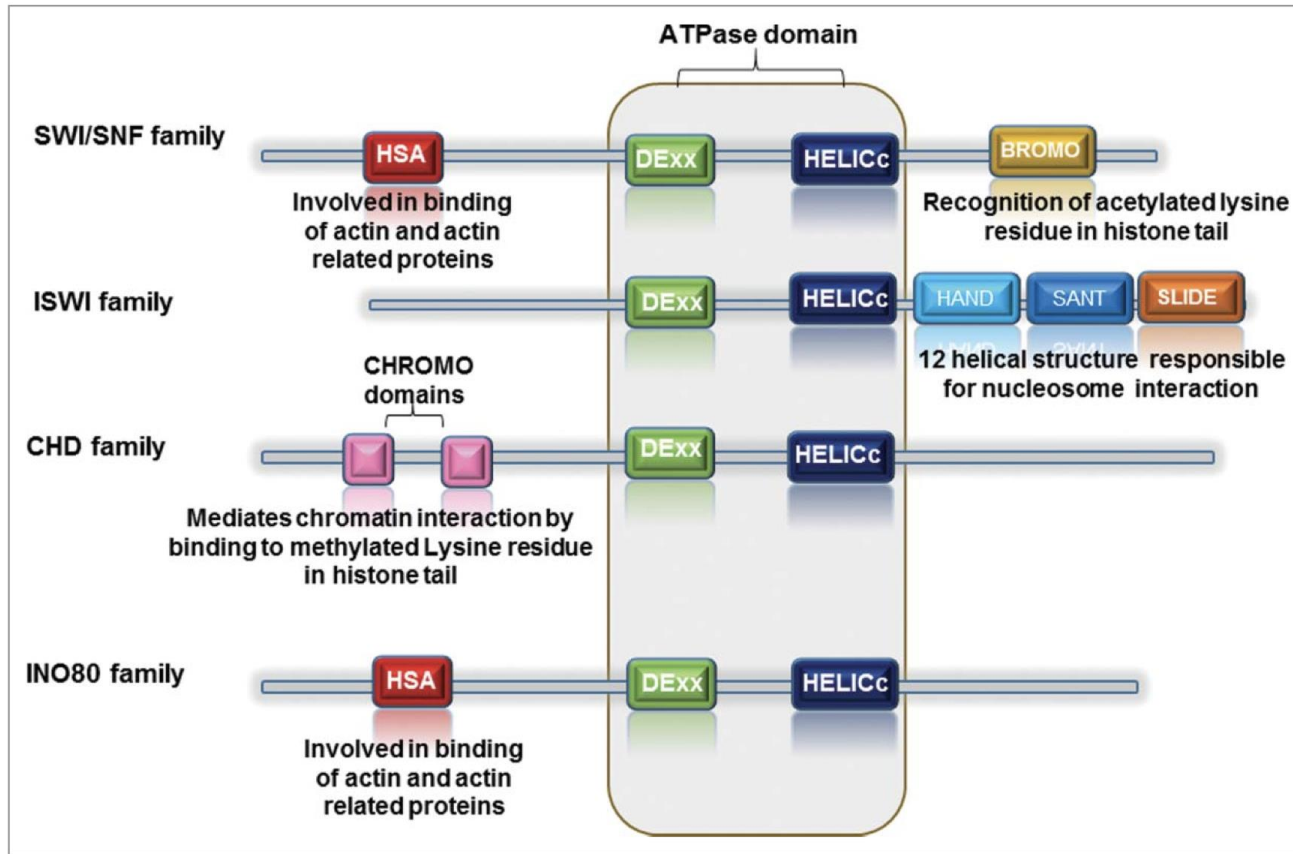 ATPase domain
SWI/SNF family
HSA
DExx
HELICc
BROMO
Involved in binding
of actin and actin
related proteins
Recognition of acetylated lysine
residue in histone tail
ISWI family
DExx
HELICc
HAND
SANT
SLIDE
12 helical structure responsible
for nucleosome interaction
CHROMO
domains
CHD family
DExx
HELICc
Mediates chromatin interaction by
binding to methylated Lysine residue
in histone tail
INO80 family
HSA
DExx
HELICc
Involved in binding
of actin and actin
related proteins